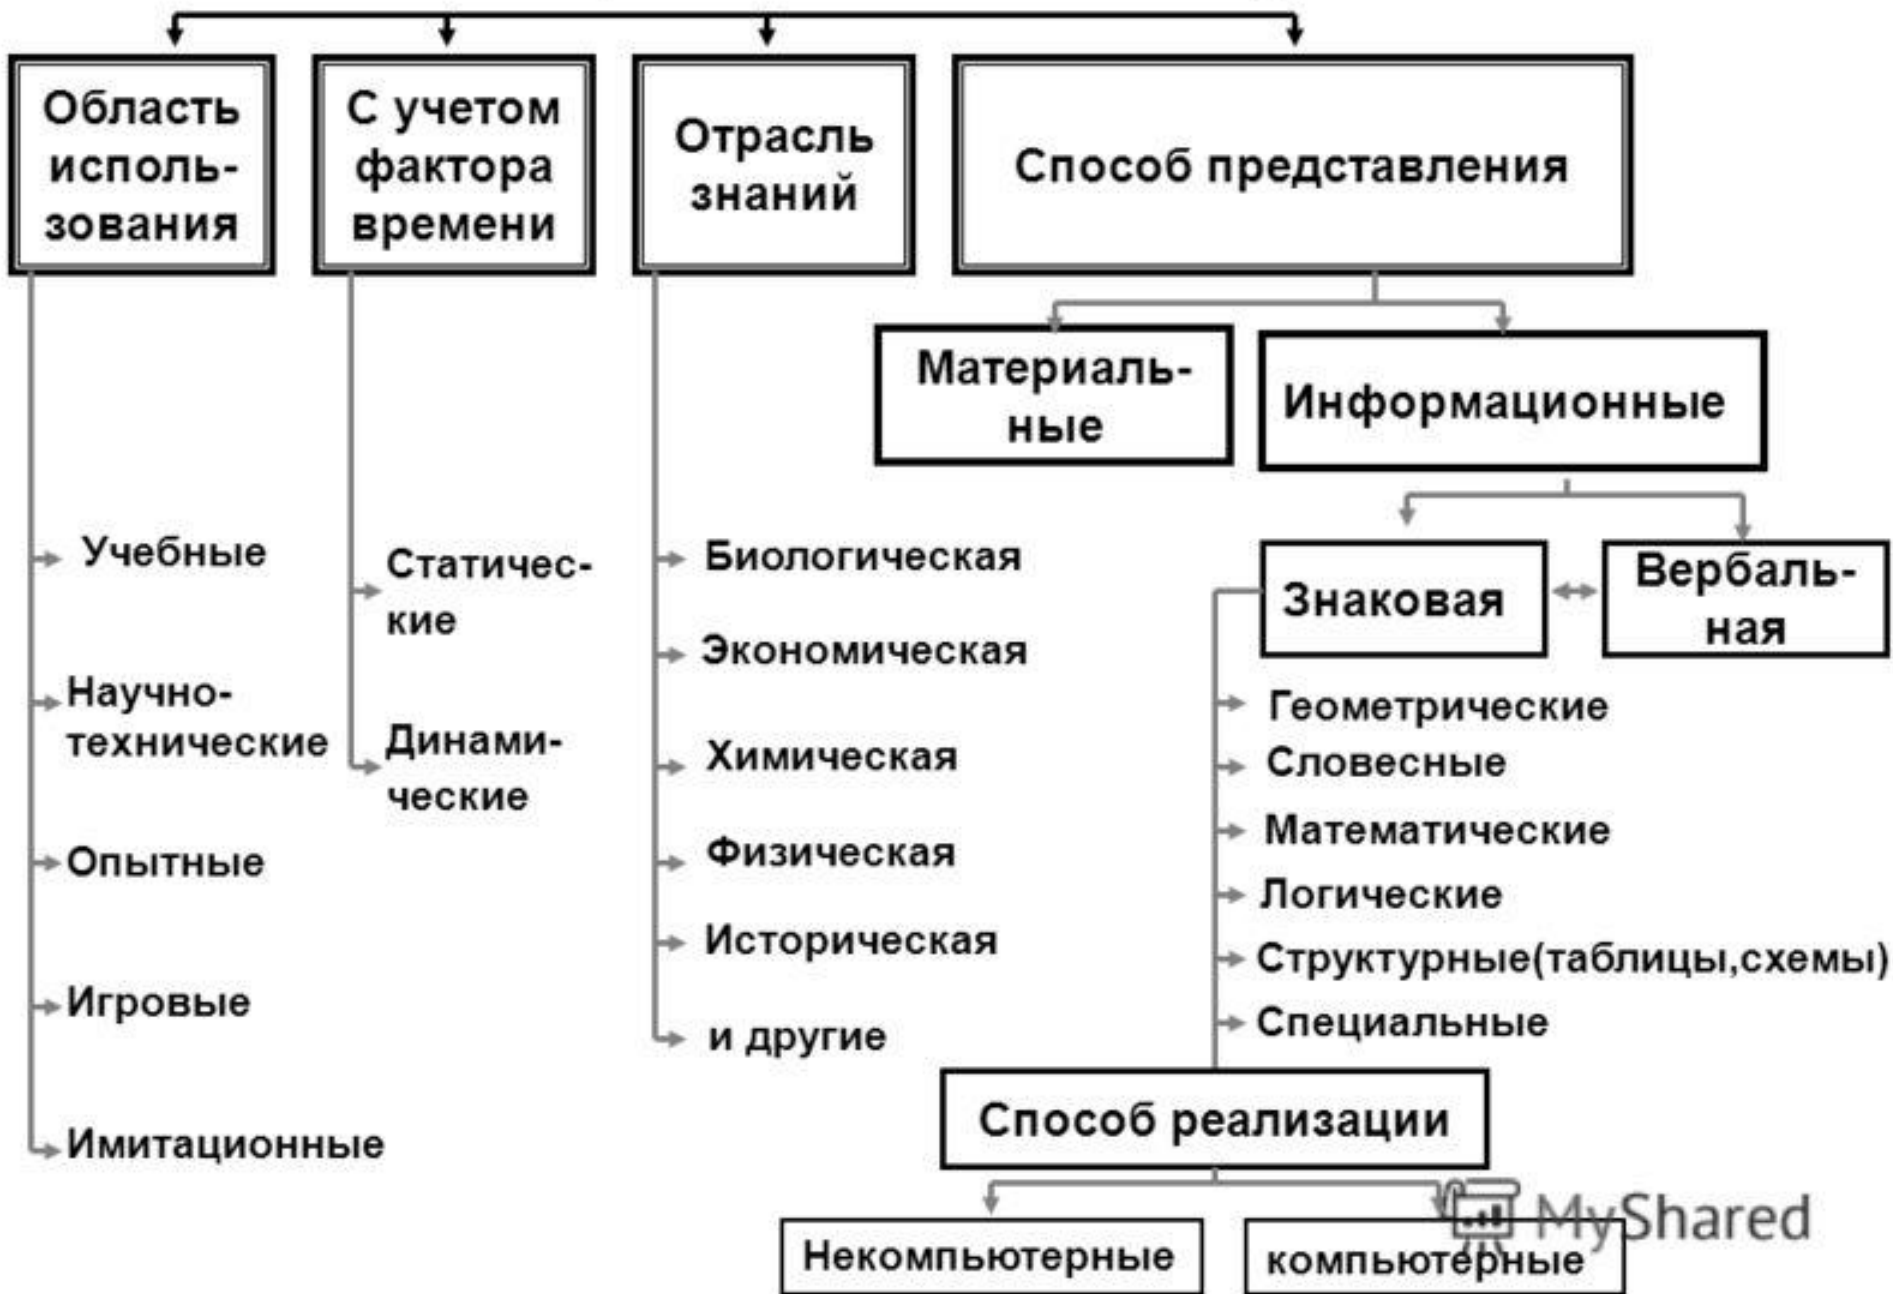 Область
исполь-
зования
С учетом
фактора
времени
Отрасль
знаний
Способ представления
Материаль-
ные
Информационные
Учебные
Научно-
технические
Опытные
Игровые
Имитационные
Статичес-
кие
Динами-
ческие
Биологическая
Экономическая
Химическая
Физическая
Историческая
и другие
Знаковая
Вербаль-
ная
Геометрические
Словесные
Математические
Логические
Структурные(таблицы,схемы)
Специальные
Способ реализации
Некомпьютерные
компьютерные
MyShared